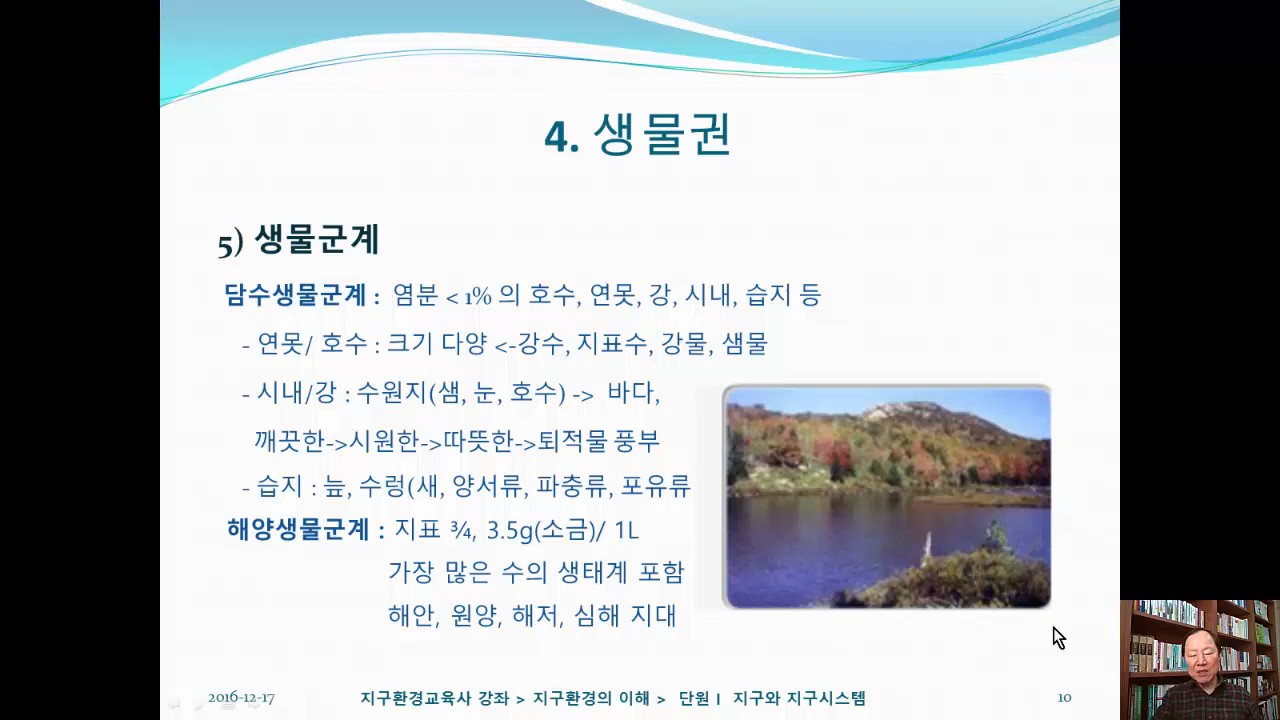 4. 생물권
5) 생물군계
담수생물군계 : 염분 < 1% 의 호수, 연못, 강, 시내, 습지 등
- 연못/ 호수 : 크기 다양 <-강수, 지표수, 강물, 샘물
- 시내/강 : 수원지(샘, 눈, 호수) -> 바다,
깨끗한->시원한->따뜻한->퇴적물 풍부
- 습지 : 늪, 수렁(새, 양서류, 파충류, 포유류
해양생물군계 : 지표 ¾, 3.5g(소금)/ 1L
가장 많은 수의 생태계 포함
해안, 원양, 해저, 심해 지대
2016-12-17
지구환경교육사 강좌 > 지구환경의 이해 > 단원 I 지구와 지구시스템
10